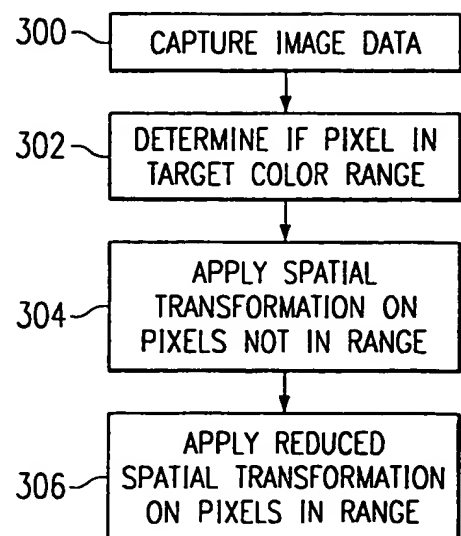 300
CAPTURE IMAGE DATA
302
DETERMINE IF PIXEL IN
TARGET COLOR RANGE
304
APPLY SPATIAL
TRANSFORMATION ON
PIXELS NOT IN RANGE
306
APPLY REDUCED
SPATIAL TRANSFORMATION
ON PIXELS IN RANGE